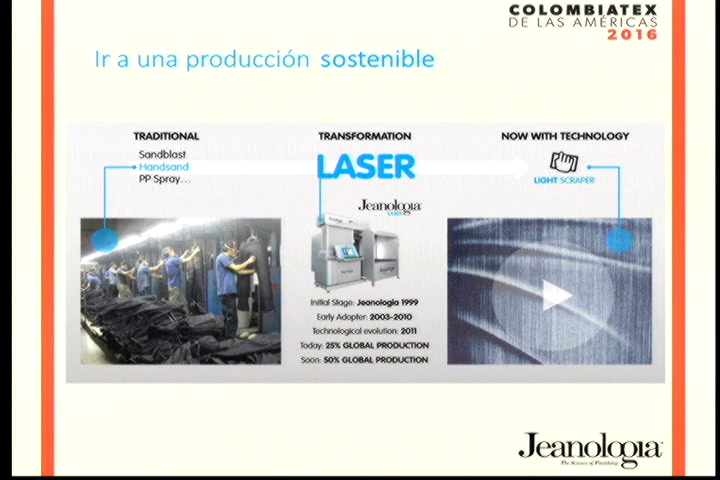 COLOMBIATEX
DE LAS AMÉRICAS
2016
Ir a una producción sostenible
TRADITIONAL
Sandblast
Handsand
PP Spray...
TRANSFORMATION
LASER
Jeanologia
LASER
Initial Stage: Jeanologia 1999
Early Adopter: 2003-2010
Technological evolution: 2011
Today: 25% GLOBAL PRODUCTION
Soon: 50% GLOBAL PRODUCTION
NOW WITH TECHNOLOGY
LIGHT SCRAPER
Jeanologia
The Science of Finishing